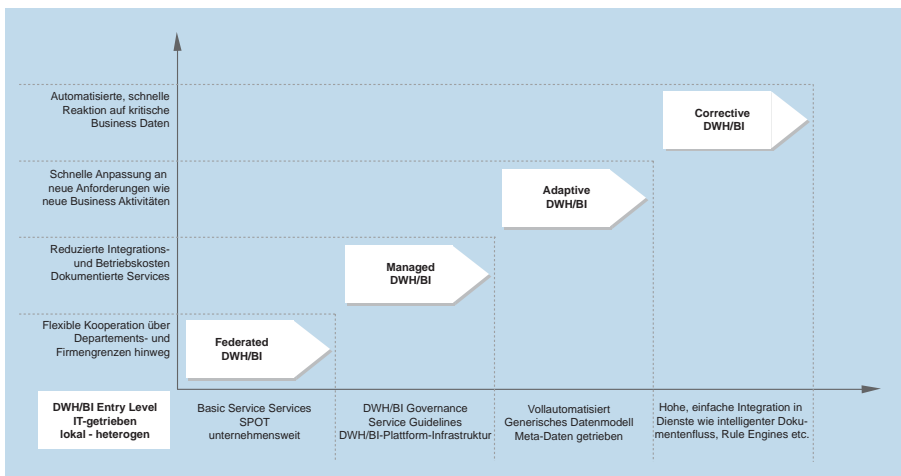 Automatisierte, schnelle
Reaktion auf kritische
Business Daten
Corrective
DWH/BI
Schnelle Anpassung an
neue Anforderungen wie
neue Business Aktivitäten
Adaptive
DWH/BI
Reduzierte Integrations-
und Betriebskosten
Dokumentierte Services
Managed
DWH/BI
Flexible Kooperation über
Departements- und
Firmengrenzen hinweg
Federated
DWH/BI
DWH/BI Entry Level
IT-getrieben
lokal - heterogen
Basic Service Services
SPOT
unternehmensweit
DWH/BI Governance
Service Guidelines
DWH/BI-Plattform-Infrastruktur
Vollautomatisiert
Generisches Datenmodell
Meta-Daten getrieben
Hohe, einfache Integration in
Dienste wie intelligenter Doku-
mentenfluss, Rule Engines etc.